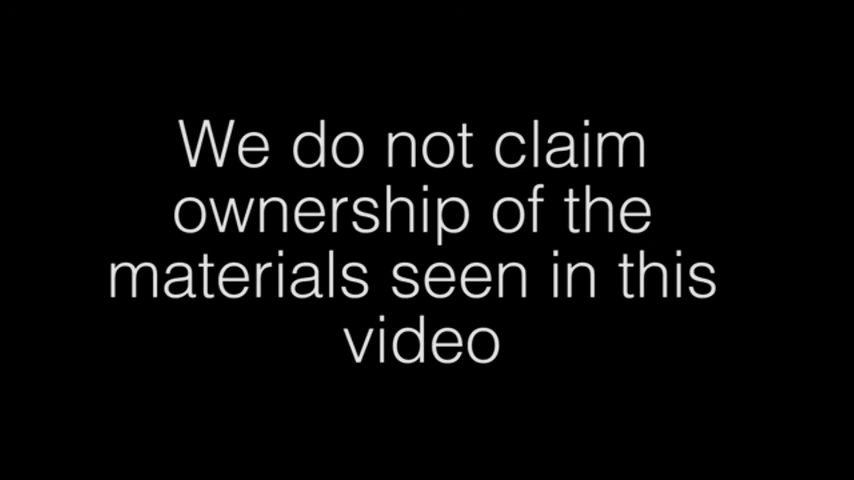 We do not claim
ownership of the
materials seen in this
video